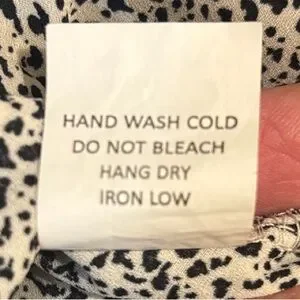 HAND WASH COLD
DO NOT BLEACH
HANG DRY
IRON LOW